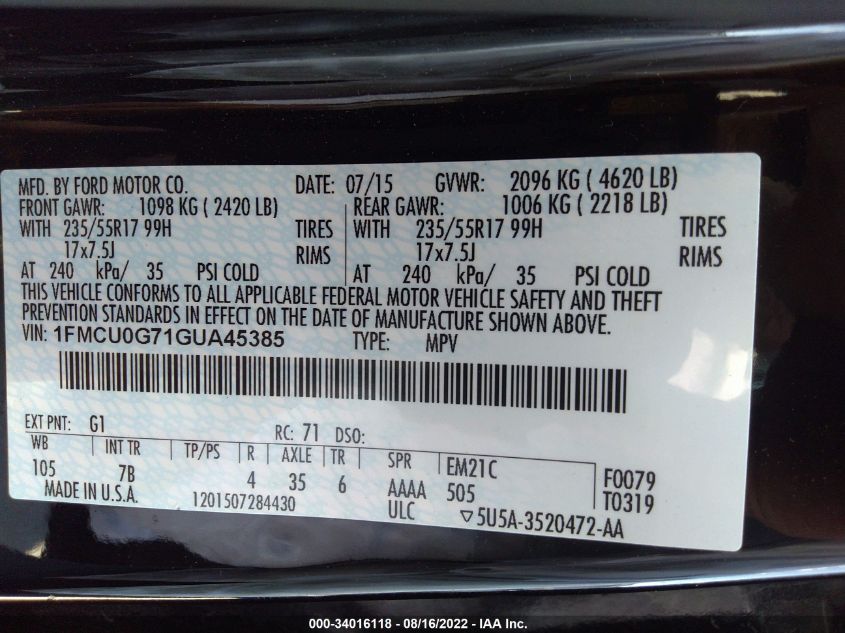 MFD. BY FORD MOTOR CO. DATE: 07/15 GVWR: 2096 KG ( 4620 LB)
FRONT GAWR: 1098 KG ( 2420 LB) REAR GAWR: 1006 KG ( 2218 LB)
WITH 235/55R17 99H TIRES WITH 235/55R17 99H TIRES
17x7.5J RIMS 17x7.5J RIMS
AT 240 kPa/ 35 PSI COLD AT 240 kPa/ 35 PSI COLD
THIS VEHICLE CONFORMS TO ALL APPLICABLE FEDERAL MOTOR VEHICLE SAFETY AND THEFT
PREVENTION STANDARDS IN EFFECT ON THE DATE OF MANUFACTURE SHOWN ABOVE.
VIN: 1FMCU0G71GUA45385 TYPE: MPV
EXT PNT: G1 RC: 71 DSO:
WB INT TR TP/PS R AXLE TR SPR EM21C F0079
105 7B 4 35 6 AAAA 505 T0319
MADE IN U.S.A. 1201507284430 ULC ▽5U5A-3520472-AA
000-34016118 - 08/16/2022 - IAA Inc.